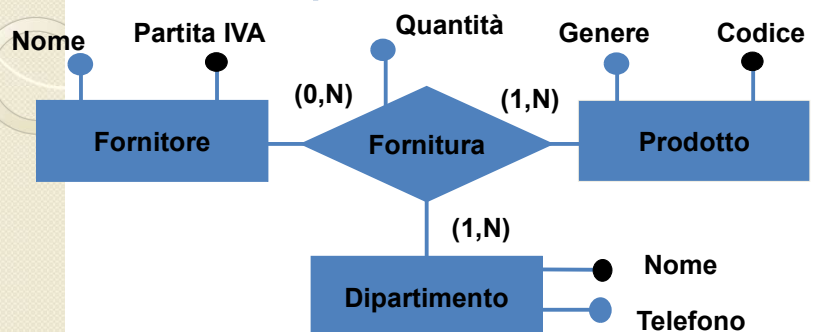 Nome
Partita IVA
Quantità
Genere
Codice
(0,N)
(1,N)
Fornitore
Fornitura
Prodotto
(1,N)
Dipartimento
Nome
Telefono